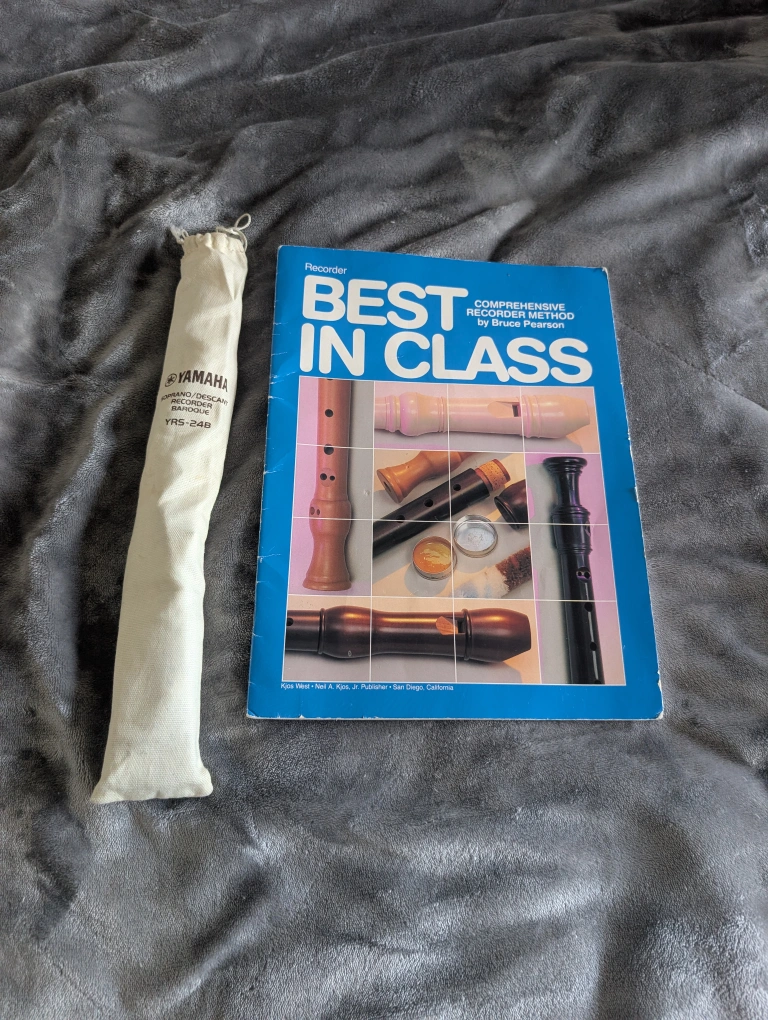 YAMAHA
SOPRANO/DESCANT
RECORDER
BAROQUE
YRS-24B
Recorder
BEST
IN CLASS
COMPREHENSIVE
RECORDER METHOD
by Bruce Pearson
Kjos West • Neil A. Kjos, Jr. Publisher • San Diego, California